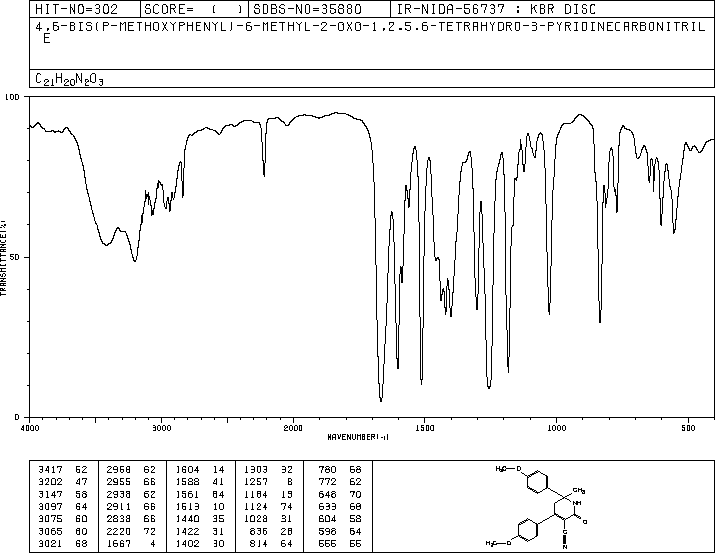 HIT-NO=302 SCORE= ( ) SDBS-NO=35880 IR-NIDA-56737 : KBR DISC
4,6-BIS(P-METHOXYPHENYL)-6-METHYL-2-OXO-1,2,5,6-TETRAHYDRO-3-PYRIDINECARBONITRIL
E
C21H20N2O3
100
50
0
TRANSMITTANCE(%)
4000 3000 2000 1500 1000 500
WAVENUMBER(-1)
3417 52 2968 62 1604 14 1303 32 780 68
3202 47 2955 66 1588 41 1257 8 772 62
3147 58 2938 62 1561 64 1184 13 648 70
3097 64 2911 66 1513 10 1124 74 633 68
3075 60 2838 66 1440 35 1028 31 604 58
3065 60 2220 72 1422 31 836 28 598 64
3021 68 1667 4 1402 30 814 64 555 55
H3C O
CH3
NH
H3C O
O
C
N